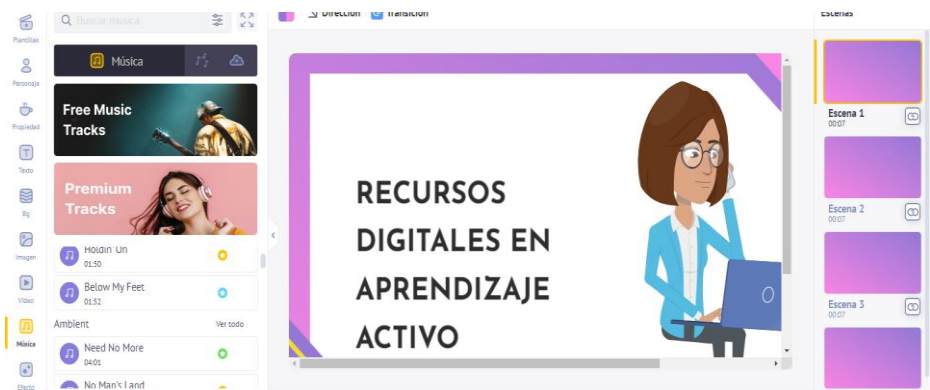 Plantillas
Personaje
Propiedad
Texto
Bg
Imagen
Video
Música
Efecto
Buscar música
Música
Free Music
Tracks
Premium
Tracks
Holdin' On
01:50
Below My Feet
01:52
Ambient
Ver todo
Need No More
04:01
No Man's Land
Dirección
Transición
RECURSOS
DIGITALES EN
APRENDIZAJE
ACTIVO
Escenas
Escena 1
00:07
Escena 2
00:07
Escena 3
00:07